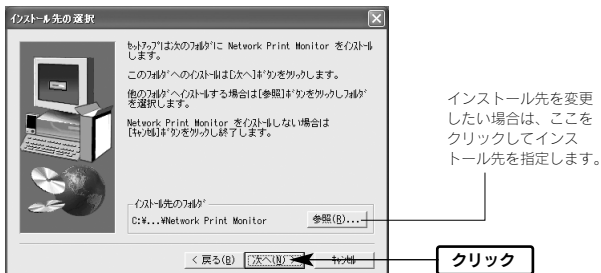 インストール先の選択
セットアップは次のフォルダに Network Print Monitor をインストール
します。
このフォルダへのインストールは[次へ]ボタンをクリックします。
他のフォルダへインストールする場合は[参照]ボタンをクリックしフォルダ
を選択します。
Network Print Monitor をインストールしない場合は
[キャンセル]ボタンをクリックし終了します。
インストール先のフォルダ
C:¥...¥Network Print Monitor
参照(R)...
< 戻る(B)
次へ(N) >
キャンセル
インストール先を変更
したい場合は、ここを
クリックしてインス
トール先を指定します。
クリック